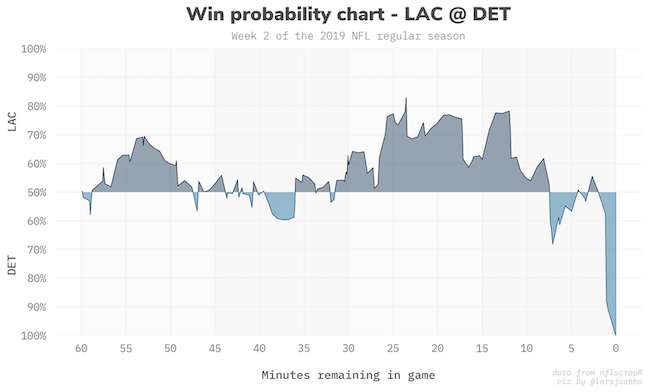 Win probability chart - LAC @ DET
Week 2 of the 2019 NFL regular season
100%
90%
80%
70%
60%
50%
60%
70%
80%
90%
100%
LAC
DET
60 55 50 45 40 35 30 25 20 15 10 5 0
Minutes remaining in game
data from nflscrapR
viz by @larsjaakko